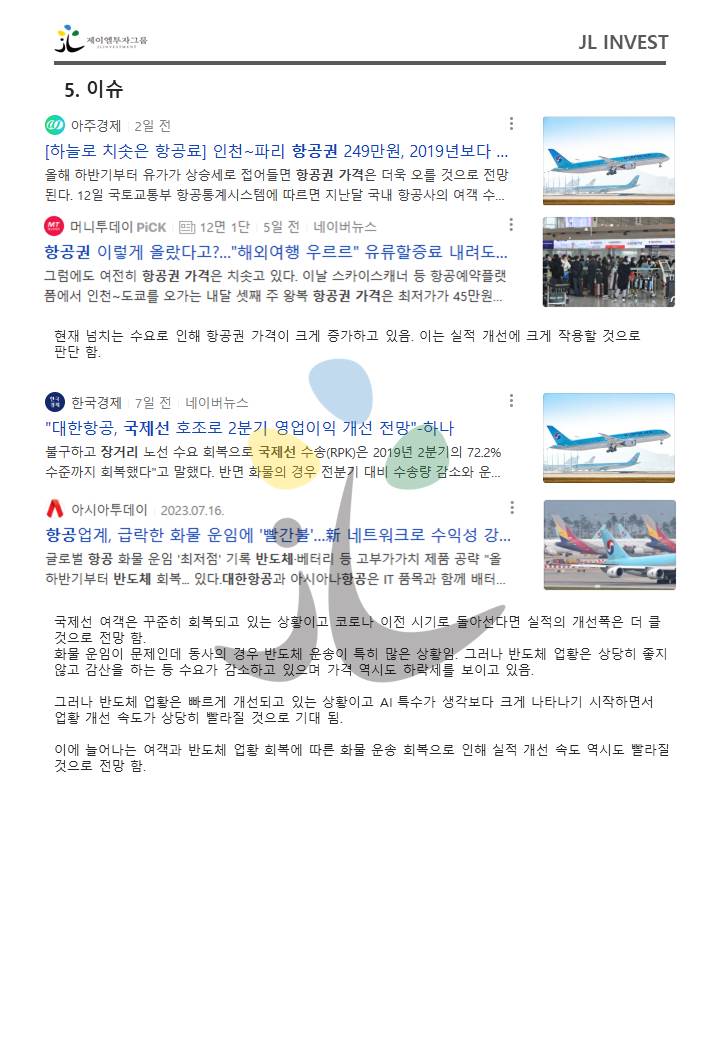 제이엘투자그룹
JL INVESTMENT
JL INVEST
5. 이슈
아주경제 2일 전
[하늘로 치솟은 항공료] 인천~파리 항공권 249만원, 2019년보다 ...
올해 하반기부터 유가가 상승세로 접어들면 항공권 가격은 더욱 오를 것으로 전망
된다. 12일 국토교통부 항공통계시스템에 따르면 지난달 국내 항공사의 여객 수...
MT 머니투데이 PiCK 12면 1단 5일 전 네이버뉴스
항공권 이렇게 올랐다고?..."해외여행 우르르" 유류할증료 내려도...
그럼에도 여전히 항공권 가격은 치솟고 있다. 이날 스카이스캐너 등 항공예약플랫
폼에서 인천~도쿄를 오가는 내달 셋째 주 왕복 항공권 가격은 최저가가 45만원...
현재 넘치는 수요로 인해 항공권 가격이 크게 증가하고 있음. 이는 실적 개선에 크게 작용할 것으로
판단 함.
한국경제 한국경제 7일 전 네이버뉴스
"대한항공, 국제선 호조로 2분기 영업이익 개선 전망"-하나
불구하고 장거리 노선 수요 회복으로 국제선 수송(RPK)은 2019년 2분기의 72.2%
수준까지 회복했다"고 말했다. 반면 화물의 경우 전분기 대비 수송량 감소와 운...
아시아투데이 2023.07.16.
항공업계, 급락한 화물 운임에 '빨간불'...新 네트워크로 수익성 강...
글로벌 항공 화물 운임 '최저점' 기록 반도체·베터리 등 고부가가치 제품 공략 "올
하반기부터 반도체 회복... 있다.대한항공과 아시아나항공은 IT 품목과 함께 배터...
국제선 여객은 꾸준히 회복되고 있는 상황이고 코로나 이전 시기로 돌아선다면 실적의 개선폭은 더 클
것으로 전망 함.
화물 운임이 문제인데 동사의 경우 반도체 운송이 특히 많은 상황임. 그러나 반도체 업황은 상당히 좋지
않고 감산을 하는 등 수요가 감소하고 있으며 가격 역시도 하락세를 보이고 있음.
그러나 반도체 업황은 빠르게 개선되고 있는 상황이고 AI 특수가 생각보다 크게 나타나기 시작하면서
업황 개선 속도가 상당히 빨라질 것으로 기대 됨.
이에 늘어나는 여객과 반도체 업황 회복에 따른 화물 운송 회복으로 인해 실적 개선 속도 역시도 빨라질
것으로 전망 함.